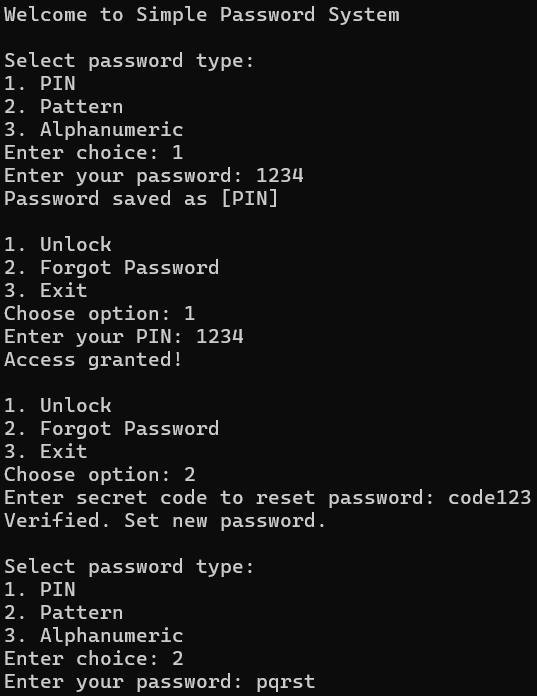 Welcome to Simple Password System
Select password type:
1. PIN
2. Pattern
3. Alphanumeric
Enter choice: 1
Enter your password: 1234
Password saved as [PIN]
1. Unlock
2. Forgot Password
3. Exit
Choose option: 1
Enter your PIN: 1234
Access granted!
1. Unlock
2. Forgot Password
3. Exit
Choose option: 2
Enter secret code to reset password: code123
Verified. Set new password.
Select password type:
1. PIN
2. Pattern
3. Alphanumeric
Enter choice: 2
Enter your password: pqrst